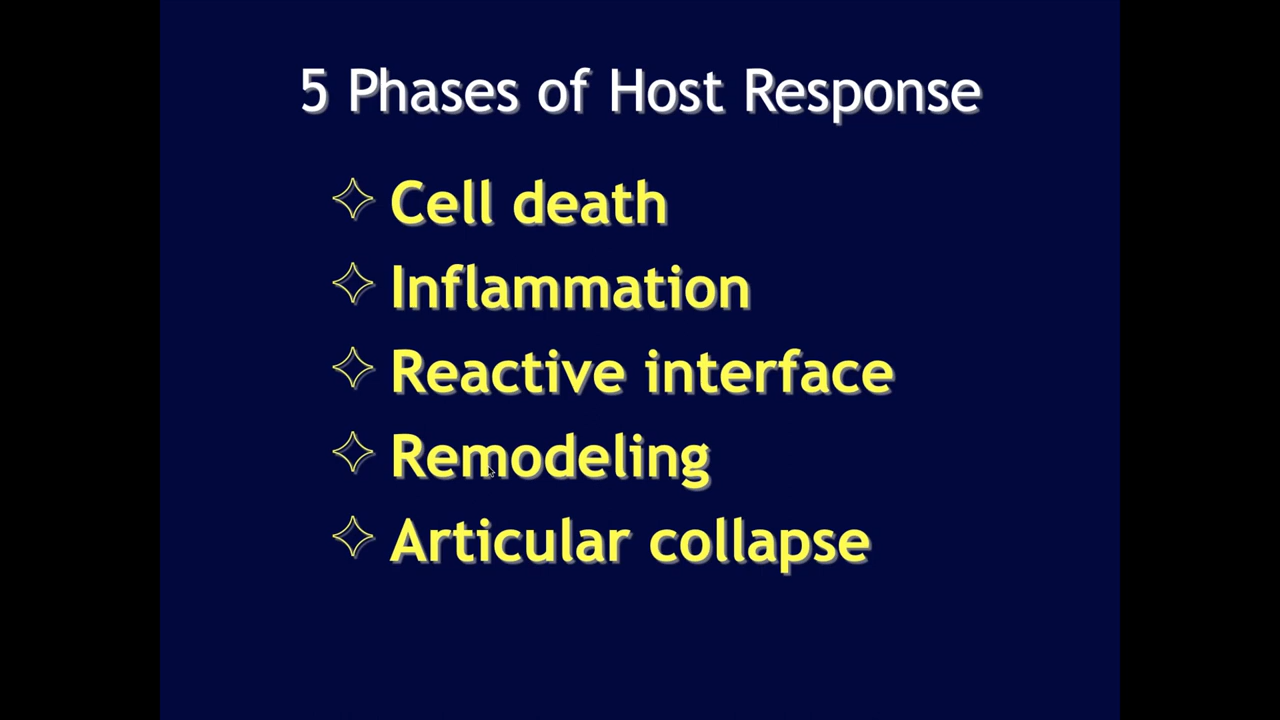 5 Phases of Host Response
Cell death
Inflammation
Reactive interface
Remodeling
Articular collapse